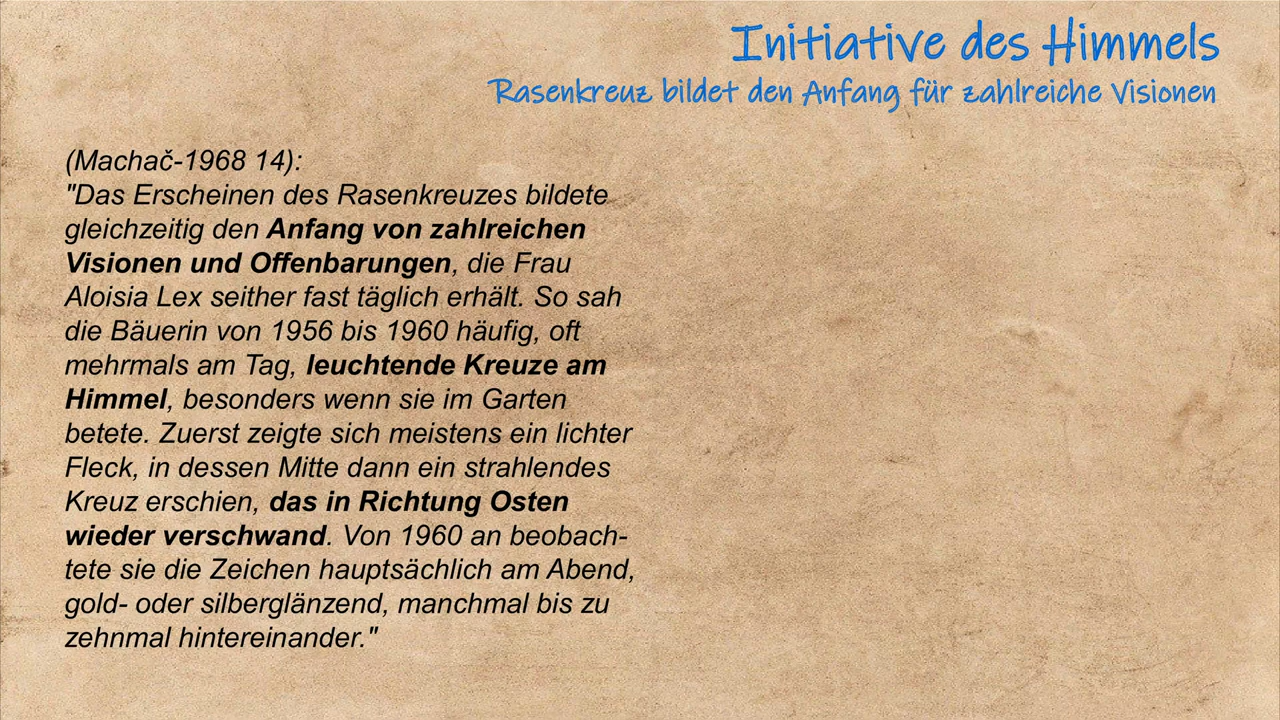 Initiative des Himmels
Rasenkreuz bildet den Anfang für zahlreiche Visionen
(Machač-1968 14):
"Das Erscheinen des Rasenkreuzes bildete
gleichzeitig den Anfang von zahlreichen
Visionen und Offenbarungen, die Frau
Aloisia Lex seither fast täglich erhält. So sah
die Bäuerin von 1956 bis 1960 häufig, oft
mehrmals am Tag, leuchtende Kreuze am
Himmel, besonders wenn sie im Garten
betete. Zuerst zeigte sich meistens ein lichter
Fleck, in dessen Mitte dann ein strahlendes
Kreuz erschien, das in Richtung Osten
wieder verschwand. Von 1960 an beobach-
tete sie die Zeichen hauptsächlich am Abend,
gold- oder silberglänzend, manchmal bis zu
zehnmal hintereinander."